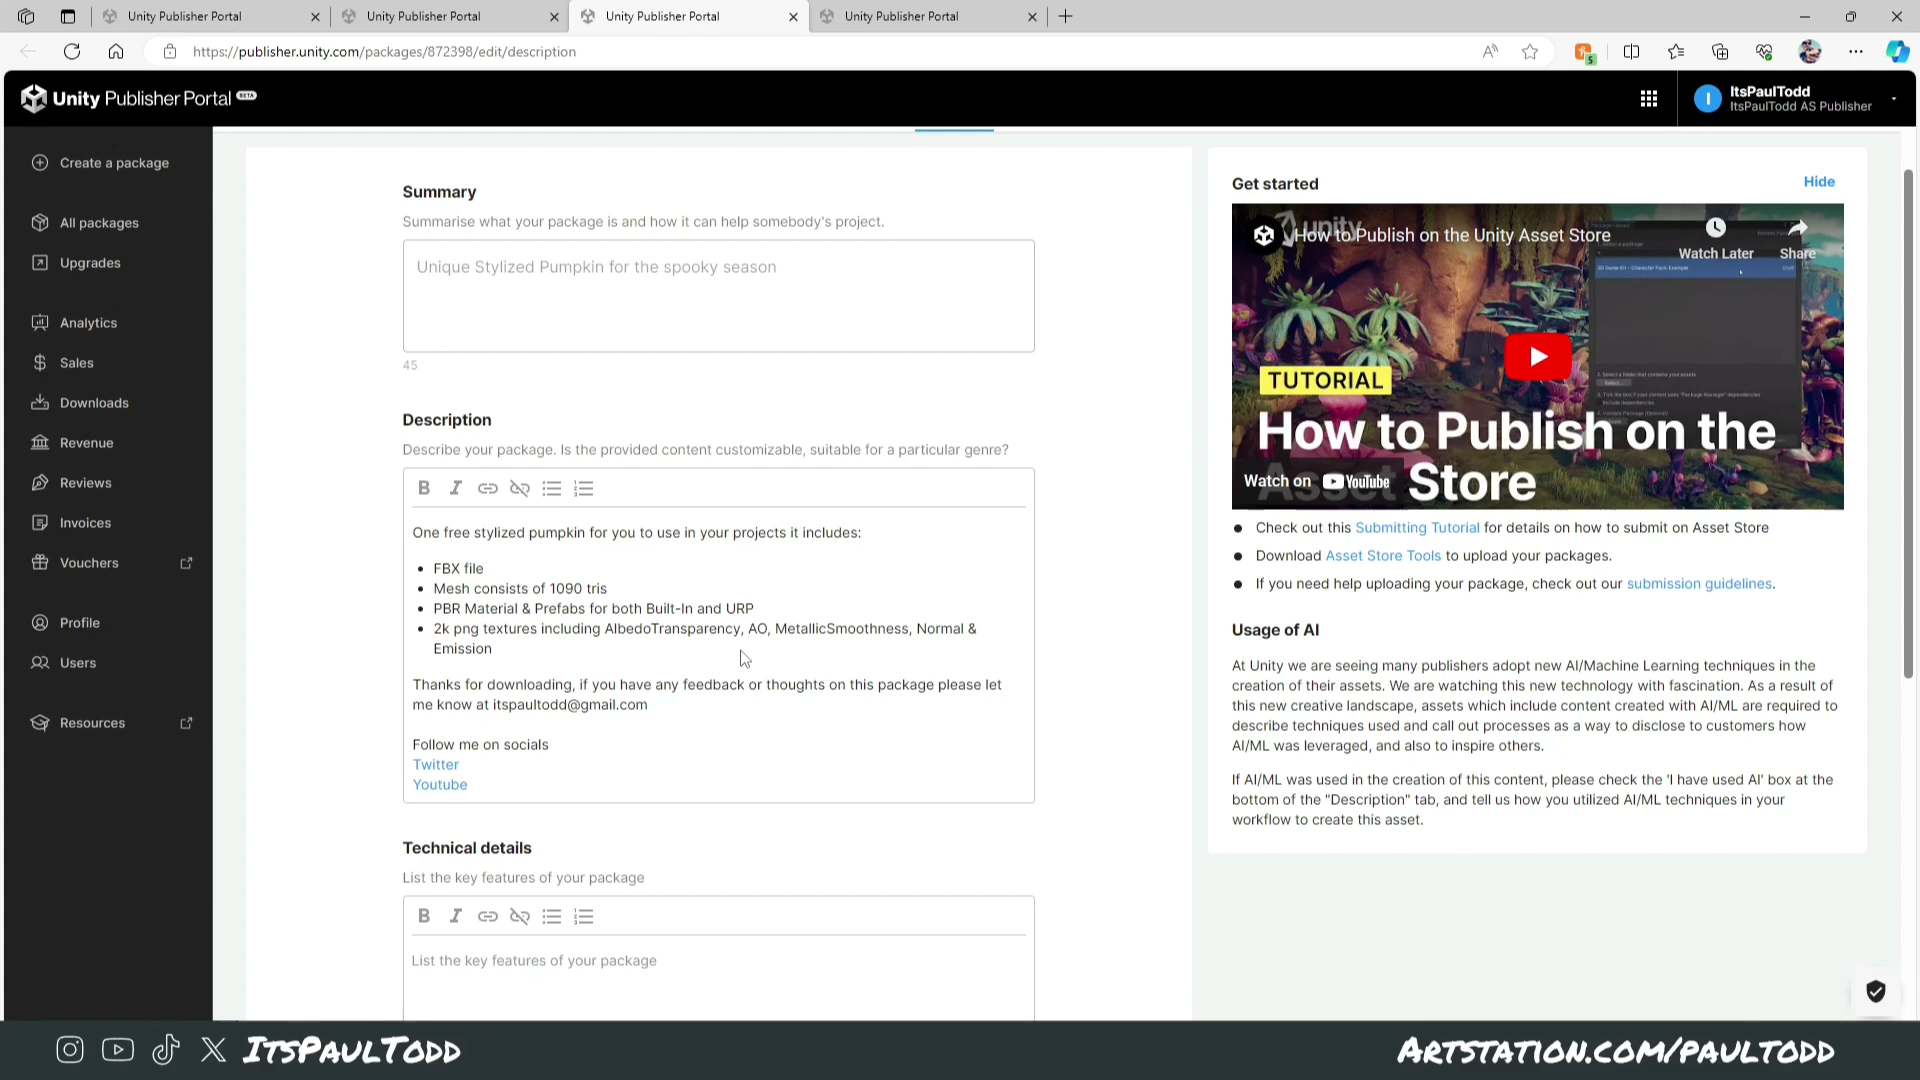 Unity Publisher Portal
Unity Publisher Portal
Unity Publisher Portal
Unity Publisher Portal
https://publisher.unity.com/packages/872398/edit/description
5
Unity Publisher Portal BETA
I
ItsPaulTodd
ItsPaulTodd AS Publisher
Create a package
All packages
Upgrades
Analytics
Sales
Downloads
Revenue
Reviews
Invoices
Vouchers
Profile
Users
Resources
Summary
Summarise what your package is and how it can help somebody's project.
Unique Stylized Pumpkin for the spooky season
45
Description
Describe your package. Is the provided content customizable, suitable for a particular genre?
One free stylized pumpkin for you to use in your projects it includes:
• FBX file
• Mesh consists of 1090 tris
• PBR Material & Prefabs for both Built-In and URP
• 2k png textures including AlbedoTransparency, AO, MetallicSmoothness, Normal &
Emission
Thanks for downloading, if you have any feedback or thoughts on this package please let
me know at itspaultodd@gmail.com
Follow me on socials
Twitter
Youtube
Technical details
List the key features of your package
List the key features of your package
Get started
Hide
unity
How to Publish on the Unity Asset Store
Watch Later
Share
TUTORIAL
How to Publish on the
Asset Store
Watch on YouTube
● Check out this Submitting Tutorial for details on how to submit on Asset Store
● Download Asset Store Tools to upload your packages.
● If you need help uploading your package, check out our submission guidelines.
Usage of AI
At Unity we are seeing many publishers adopt new AI/Machine Learning techniques in the
creation of their assets. We are watching this new technology with fascination. As a result of
this new creative landscape, assets which include content created with AI/ML are required to
describe techniques used and call out processes as a way to disclose to customers how
AI/ML was leveraged, and also to inspire others.
If AI/ML was used in the creation of this content, please check the 'I have used AI' box at the
bottom of the "Description" tab, and tell us how you utilized AI/ML techniques in your
workflow to create this asset.
ItsPaulTodd
Artstation.com/paultodd